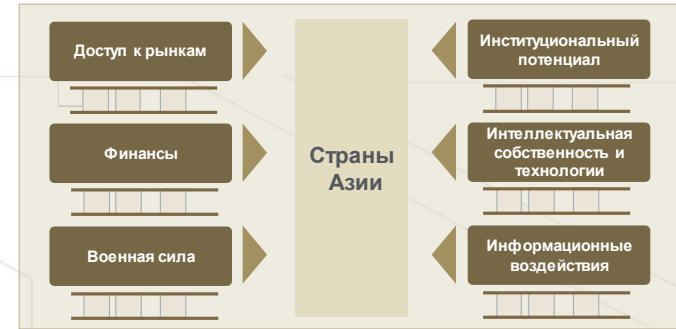 Доступ к рынкам
Финансы
Военная сила
Страны
Азии
Институциональный
потенциал
Интеллектуальная
собственность и
технологии
Информационные
воздействия